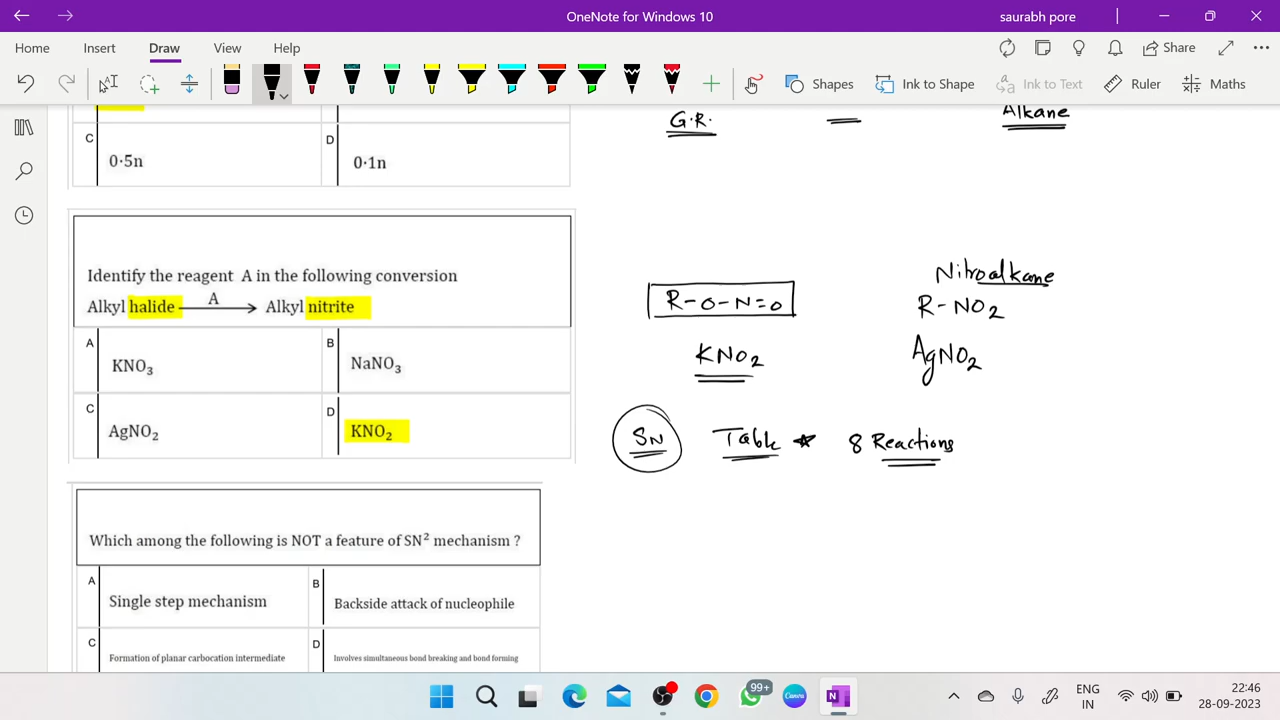 OneNote for Windows 10
saurabh pore
Home Insert Draw View Help
Share
Shapes
Ink to Shape
Ink to Text
Ruler
Maths
G.R.
Alkane
C
0·5n
D
0·1n
Identify the reagent A in the following conversion
A
Alkyl halide → Alkyl nitrite
A
KNO₃
B
NaNO₃
C
AgNO₂
D
KNO₂
Nitroalkane
R-O-N=O
R-NO₂
KNO₂
AgNO₂
SN Table ★ 8 Reactions
Which among the following is NOT a feature of SN² mechanism ?
A
Single step mechanism
B
Backside attack of nucleophile
C
Formation of planar carbocation intermediate
D
Involves simultaneous bond breaking and bond forming
99+
Canva
ENG
IN
22:46
28-09-2023